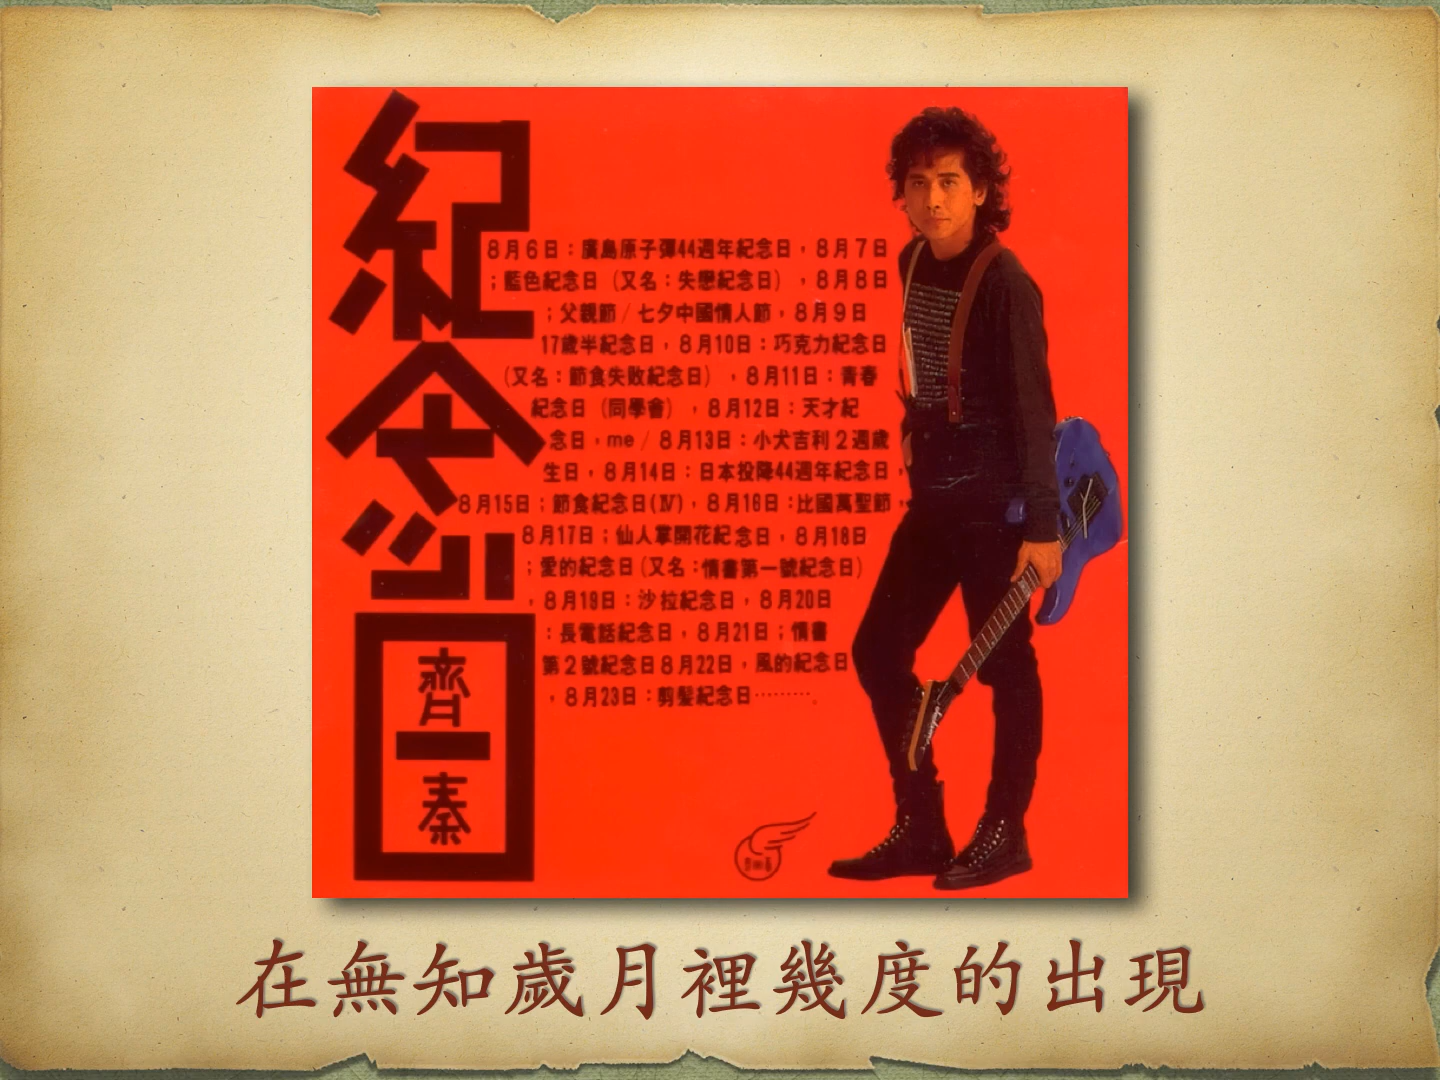 紀念日
齊一秦
8月6日：廣島原子彈44週年紀念日，8月7日
；藍色紀念日（又名：失戀紀念日），8月8日
；父親節／七夕中國情人節，8月9日
17歲半紀念日，8月10日：巧克力紀念日
（又名：節食失敗紀念日），8月11日：青春
紀念日（同學會），8月12日：天才紀
念日，me／8月13日：小犬吉利2週歲
生日，8月14日：日本投降44週年紀念日，
8月15日；節食紀念日(Ⅳ)，8月16日：比國萬聖節，
8月17日；仙人掌開花紀念日，8月18日
；愛的紀念日(又名：情書第一號紀念日)
，8月19日：沙拉紀念日，8月20日
：長電話紀念日，8月21日；情書
第2號紀念日8月22日，風的紀念日
，8月23日：剪髮紀念日………。
在無知歲月裡幾度的出現